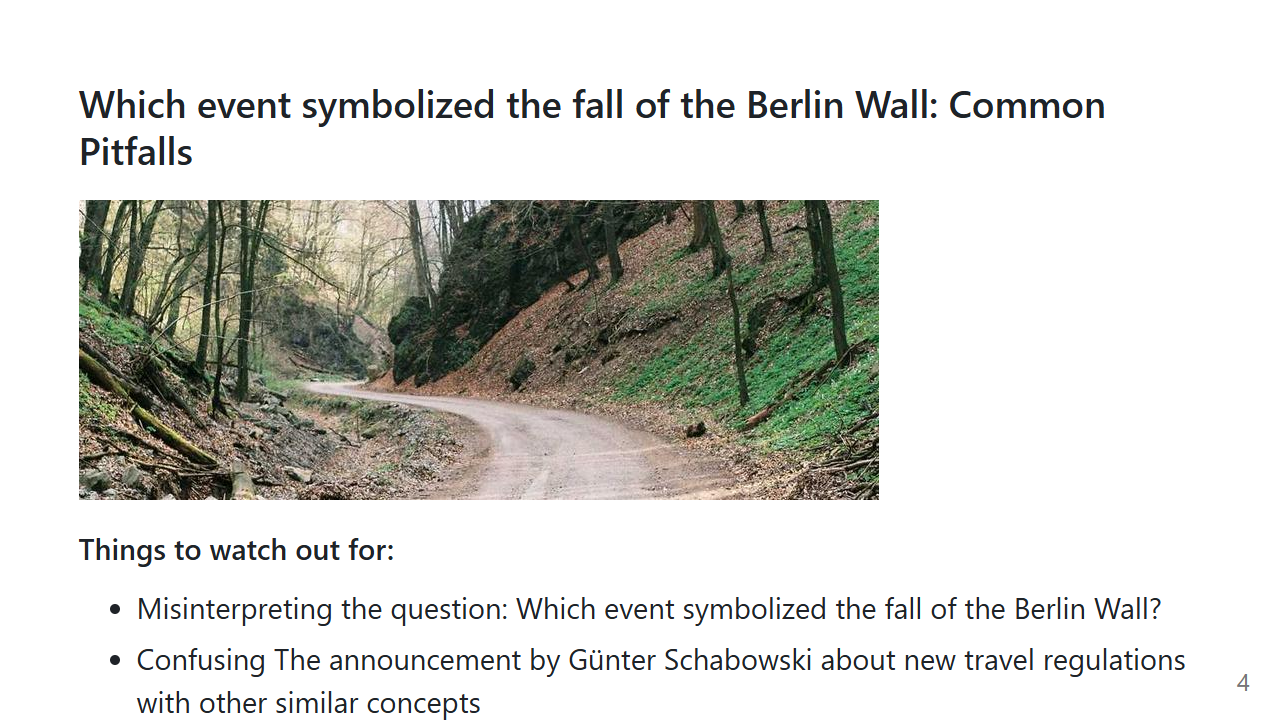 Which event symbolized the fall of the Berlin Wall: Common
Pitfalls
Things to watch out for:
Misinterpreting the question: Which event symbolized the fall of the Berlin Wall?
Confusing The announcement by Günter Schabowski about new travel regulations
with other similar concepts
4